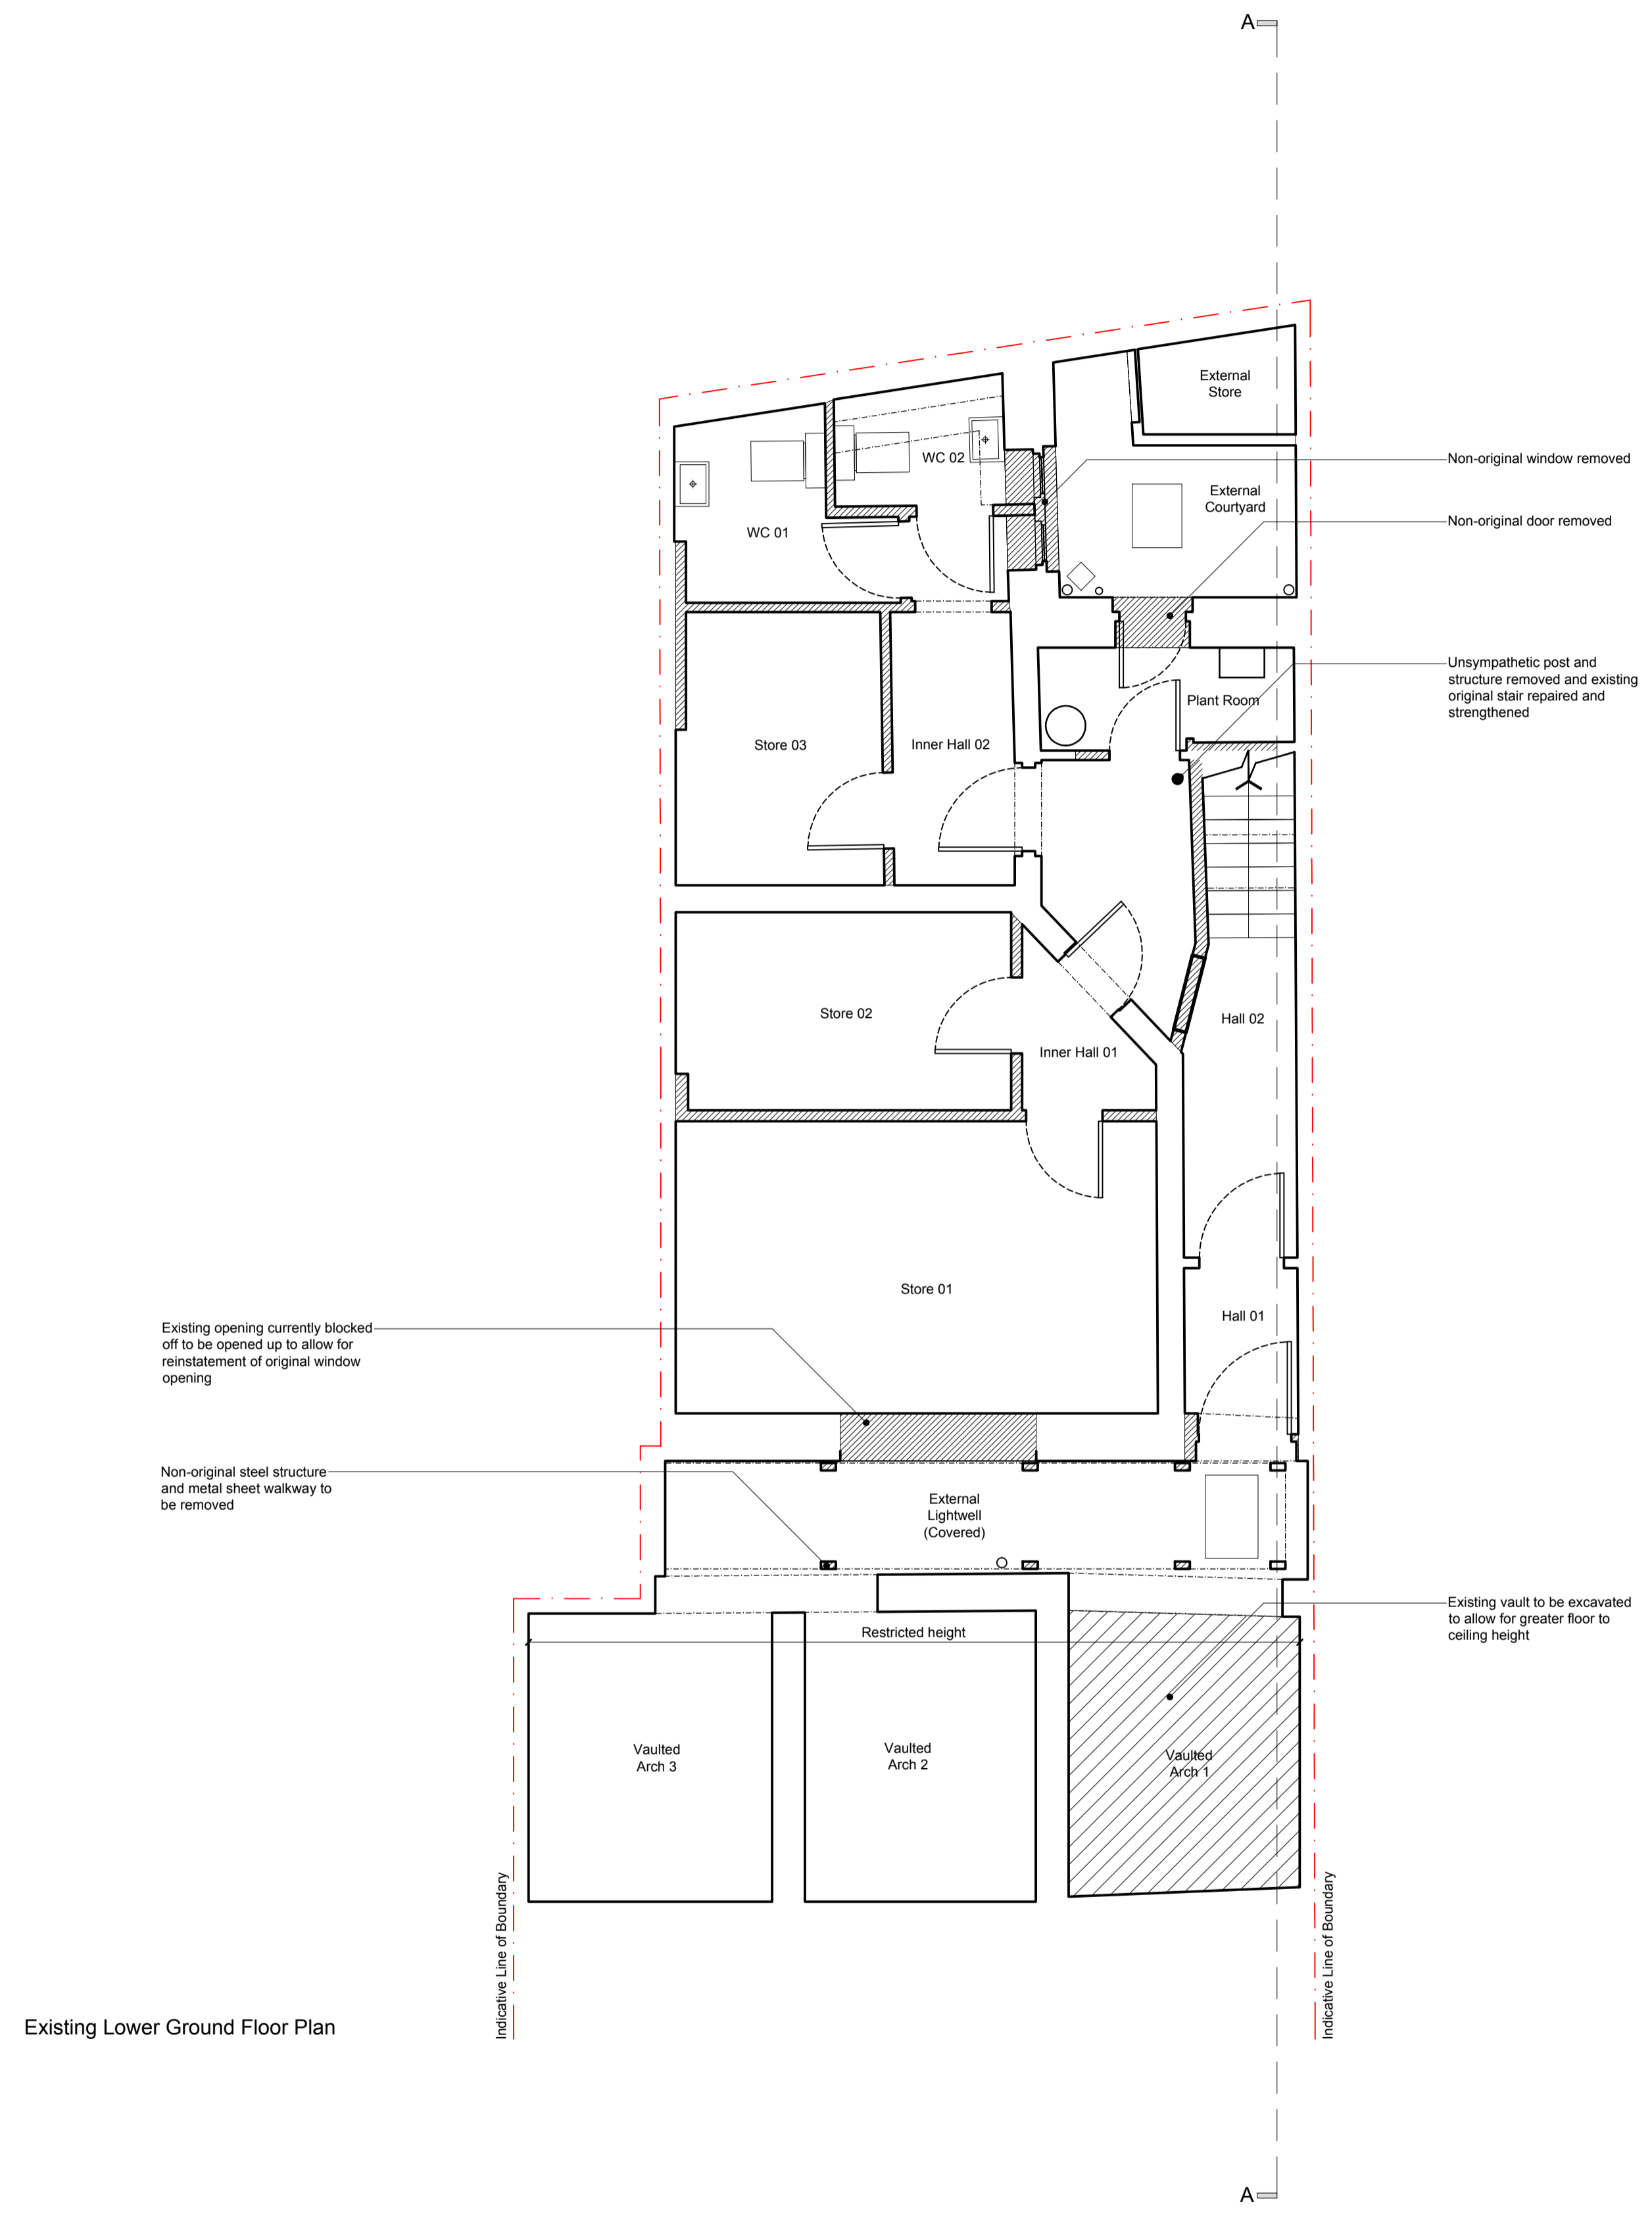 A
External
Store
Non-original window removed
WC 02
External
Courtyard
Non-original door removed
WC 01
Unsympathetic post and
structure removed and existing
original stair repaired and
strengthened
Plant Room
Store 03
Inner Hall 02
Store 02
Hall 02
Inner Hall 01
Store 01
Hall 01
Existing opening currently blocked
off to be opened up to allow for
reinstatement of original window
opening
Non-original steel structure
and metal sheet walkway to
be removed
External
Lightwell
(Covered)
Existing vault to be excavated
to allow for greater floor to
ceiling height
Restricted height
Vaulted
Arch 3
Vaulted
Arch 2
Vaulted
Arch 1
Indicative Line of Boundary
Indicative Line of Boundary
Existing Lower Ground Floor Plan
A